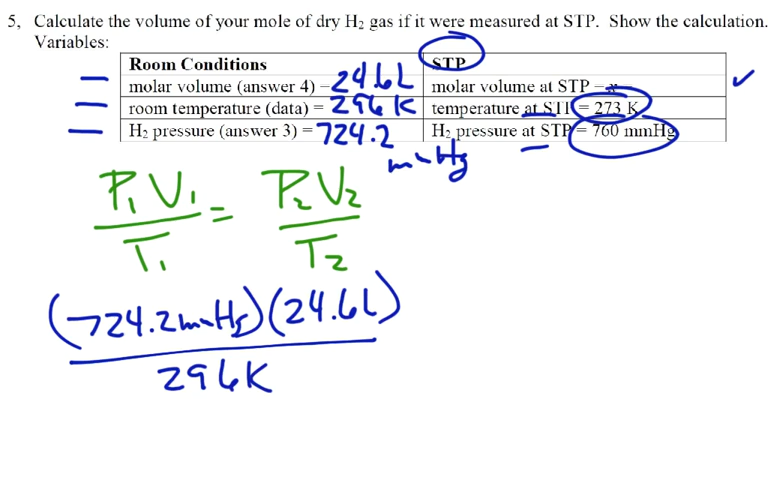 5, Calculate the volume of your mole of dry H₂ gas if it were measured at STP. Show the calculation.
Variables:
Room Conditions STP
molar volume (answer 4) = 24.6L molar volume at STP = x
room temperature (data) = 296K temperature at STP = 273 K
H₂ pressure (answer 3) = 724.2 mmHg H₂ pressure at STP = 760 mmHg
P₁V₁/T₁ = P₂V₂/T₂
(724.2mmHg)(24.6L)
296K